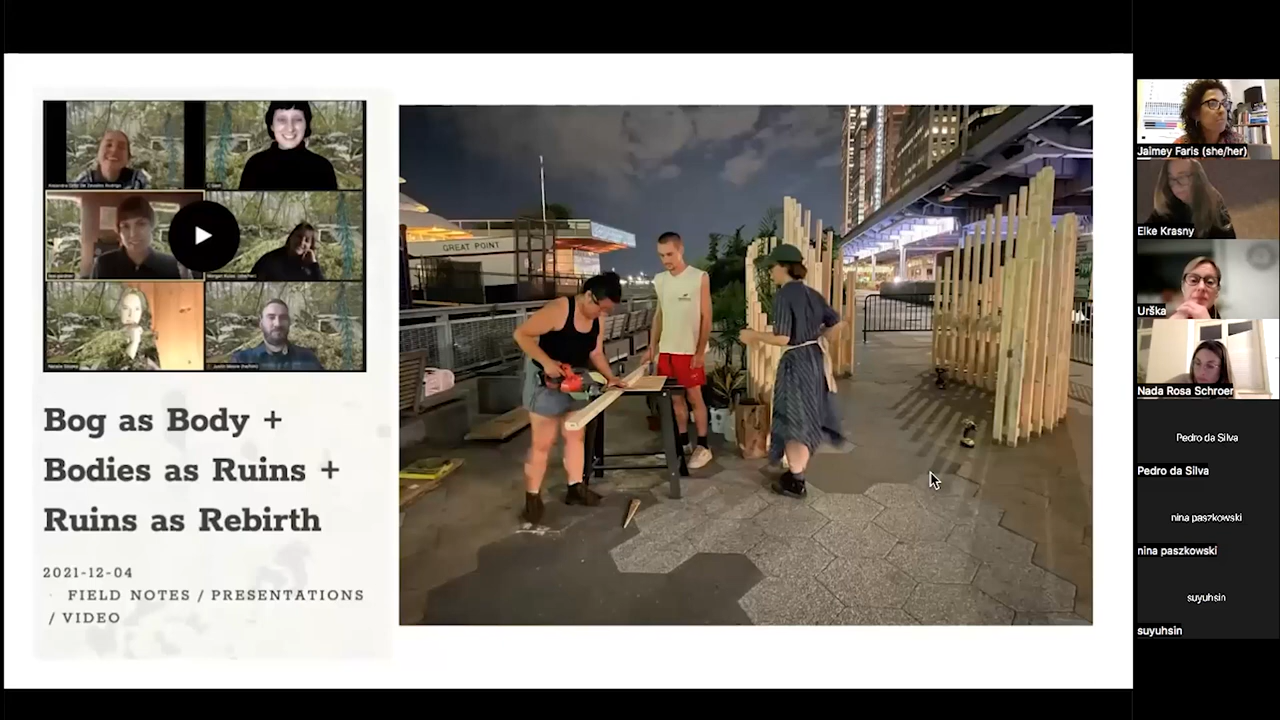 GREAT POINT
Bog as Body +
Bodies as Ruins +
Ruins as Rebirth
2021-12-04
FIELD NOTES / PRESENTATIONS
/ VIDEO
Jaimey Faris (she/her)
Elke Krasny
Urška
Nada Rosa Schroer
Pedro da Silva
Pedro da Silva
nina paszkowski
nina paszkowski
suyuhsin
suyuhsin